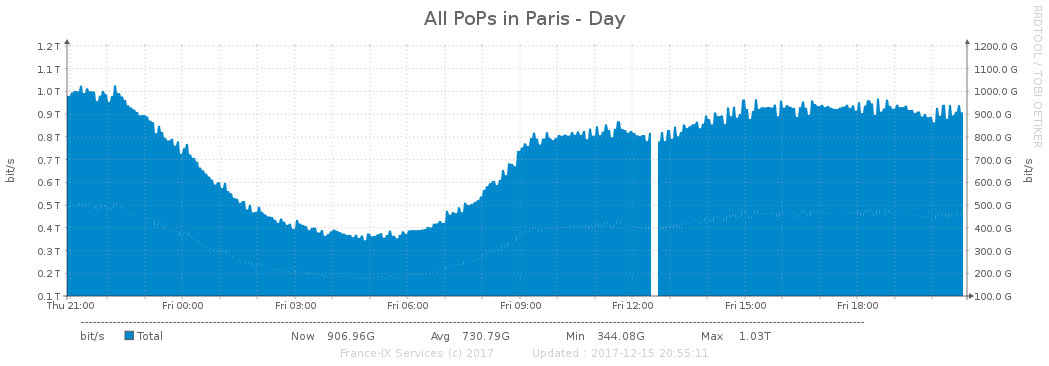 All PoPs in Paris - Day
RRDTOOL / TOBI OETIKER
bit/s
1.2 T
1.1 T
1.0 T
0.9 T
0.8 T
0.7 T
0.6 T
0.5 T
0.4 T
0.3 T
0.2 T
0.1 T
1200.0 G
1100.0 G
1000.0 G
900.0 G
800.0 G
700.0 G
600.0 G
500.0 G
400.0 G
300.0 G
200.0 G
100.0 G
bit/s
Thu 21:00 Fri 00:00 Fri 03:00 Fri 06:00 Fri 09:00 Fri 12:00 Fri 15:00 Fri 18:00
bit/s Total Now 906.96G Avg 730.79G Min 344.08G Max 1.03T
France-IX Services (c) 2017 Updated : 2017-12-15 20:55:11